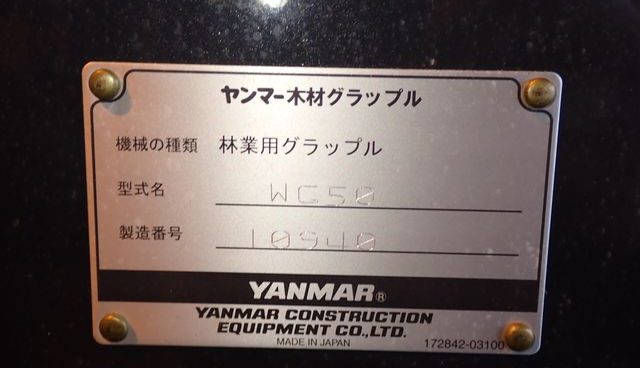 ヤンマー木材グラップル
機械の種類 林業用グラップル
型式名 WG50
製造番号 10940
YANMAR®
YANMAR CONSTRUCTION
EQUIPMENT CO.,LTD.
MADE IN JAPAN 172842-03100